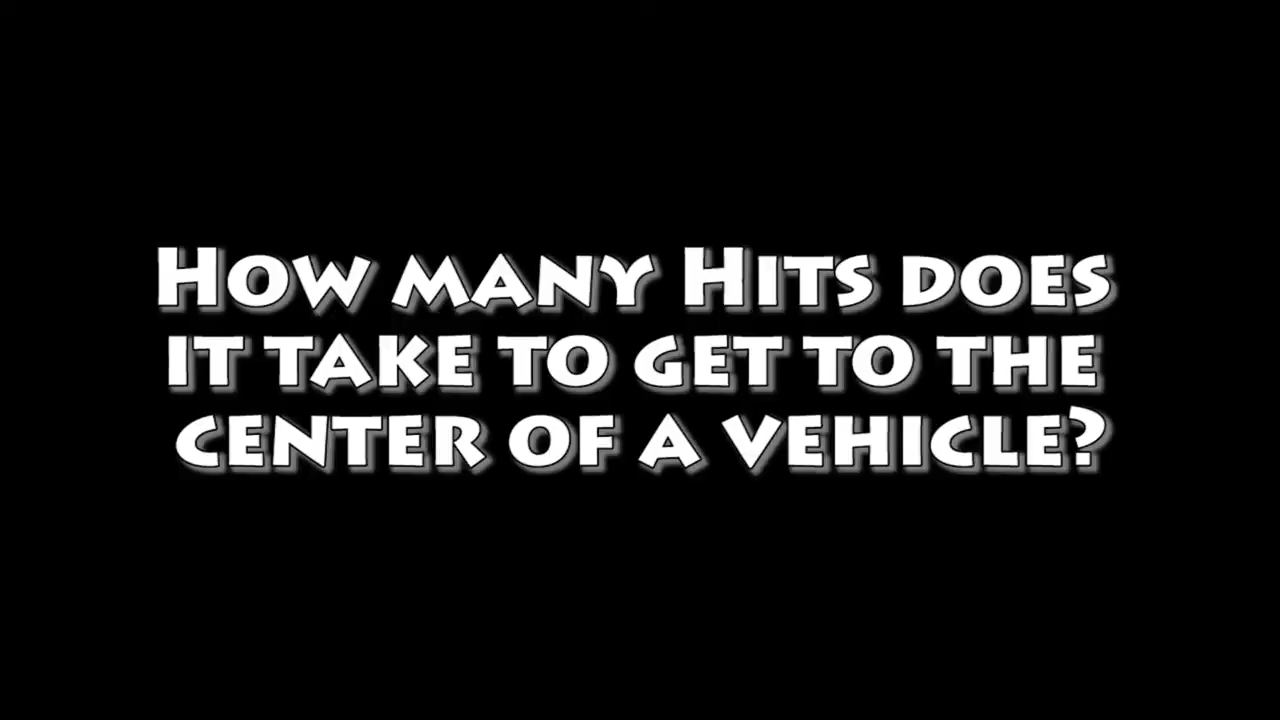 How many Hits does
it take to get to the
center of a vehicle?